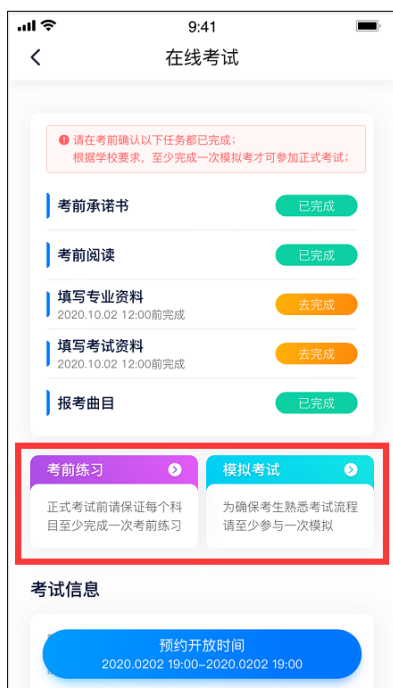 9:41
在线考试
请在考前确认以下任务都已完成;
根据学校要求, 至少完成一次模拟考才可参加正式考试;
考前承诺书
已完成
考前阅读
已完成
填写专业资料
去完成
2020.10.02 12:00前完成
填写考试资料
去完成
2020.10.02 12:00前完成
报考曲目
已完成
考前练习
正式考试前请保证每个科
目至少完成一次考前练习
模拟考试
为确保考生熟悉考试流程
请至少参与一次模拟
考试信息
预约开放时间
2020.0202 19:00-2020.0202 19:00